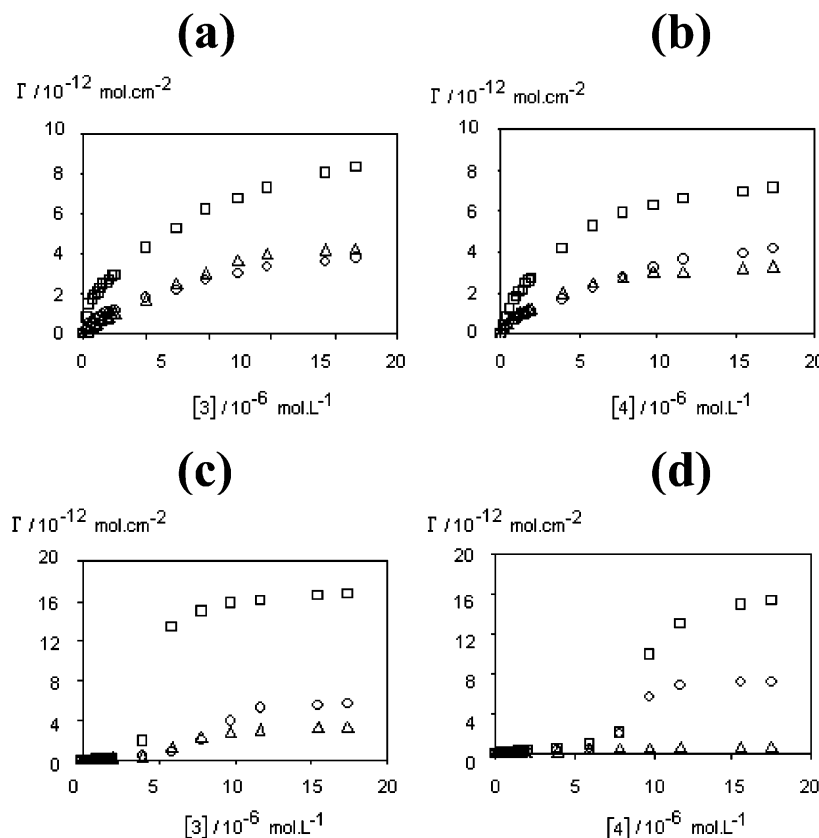 (a) (b)
Γ / 10⁻¹² mol.cm⁻² Γ / 10⁻¹² mol.cm⁻²
10 10
8 8
6 6
4 4
2 2
0 0
0 5 10 15 20 0 5 10 15 20
[3] / 10⁻⁶ mol.L⁻¹ [4] / 10⁻⁶ mol.L⁻¹
(c) (d)
Γ / 10⁻¹² mol.cm⁻² Γ / 10⁻¹² mol.cm⁻²
20 20
16 16
12 12
8 8
4 4
0 0
0 5 10 15 20 0 5 10 15 20
[3] / 10⁻⁶ mol.L⁻¹ [4] / 10⁻⁶ mol.L⁻¹